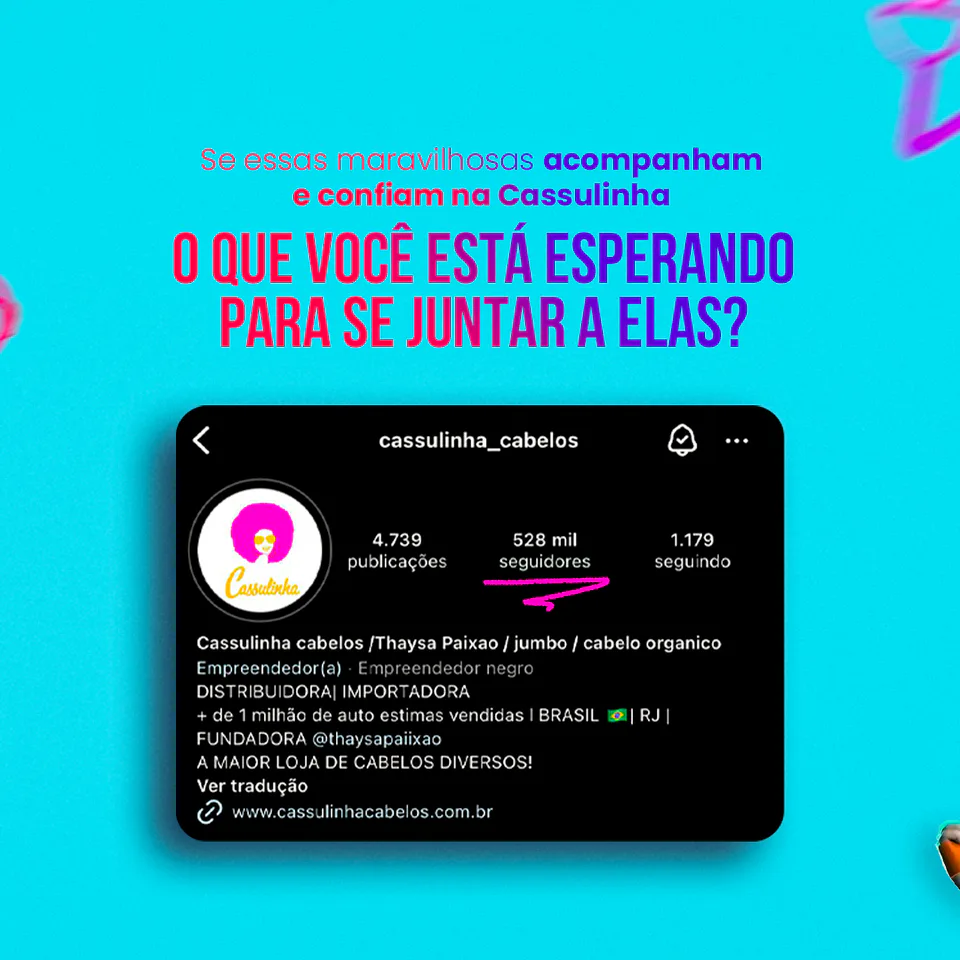 Se essas maravilhosas acompanham
e confiam na Cassulinha
O QUE VOCÊ ESTÁ ESPERANDO
PARA SE JUNTAR A ELAS?
cassulinha_cabelos
Cassulinha
4.739 528 mil 1.179
publicações seguidores seguindo
Cassulinha cabelos /Thaysa Paixao / jumbo / cabelo organico
Empreendedor(a) · Empreendedor negro
DISTRIBUIDORA| IMPORTADORA
+ de 1 milhão de auto estimas vendidas | BRASIL 🇧🇷| RJ |
FUNDADORA @thaysapaiixao
A MAIOR LOJA DE CABELOS DIVERSOS!
Ver tradução
www.cassulinhacabelos.com.br